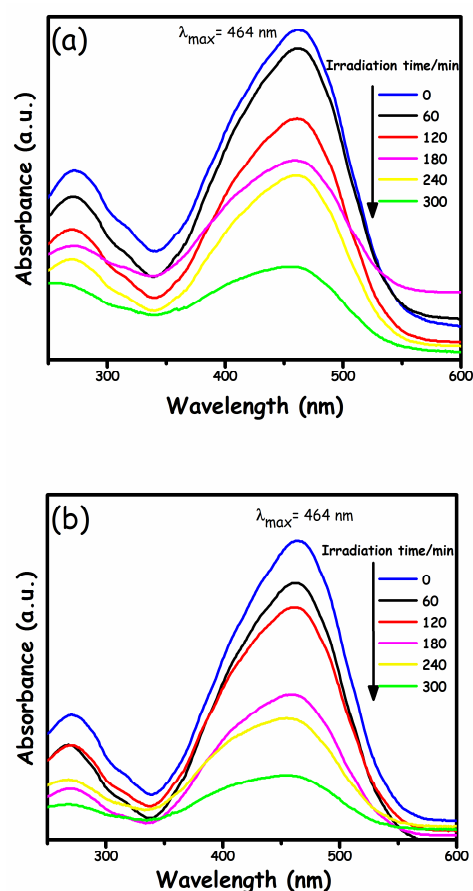 (a)
λmax= 464 nm
Irradiation time/min
0
60
120
180
240
300
Absorbance (a.u.)
300 400 500 600
Wavelength (nm)
(b)
λmax= 464 nm
Irradiation time/min
0
60
120
180
240
300
Absorbance (a.u.)
300 400 500 600
Wavelength (nm)